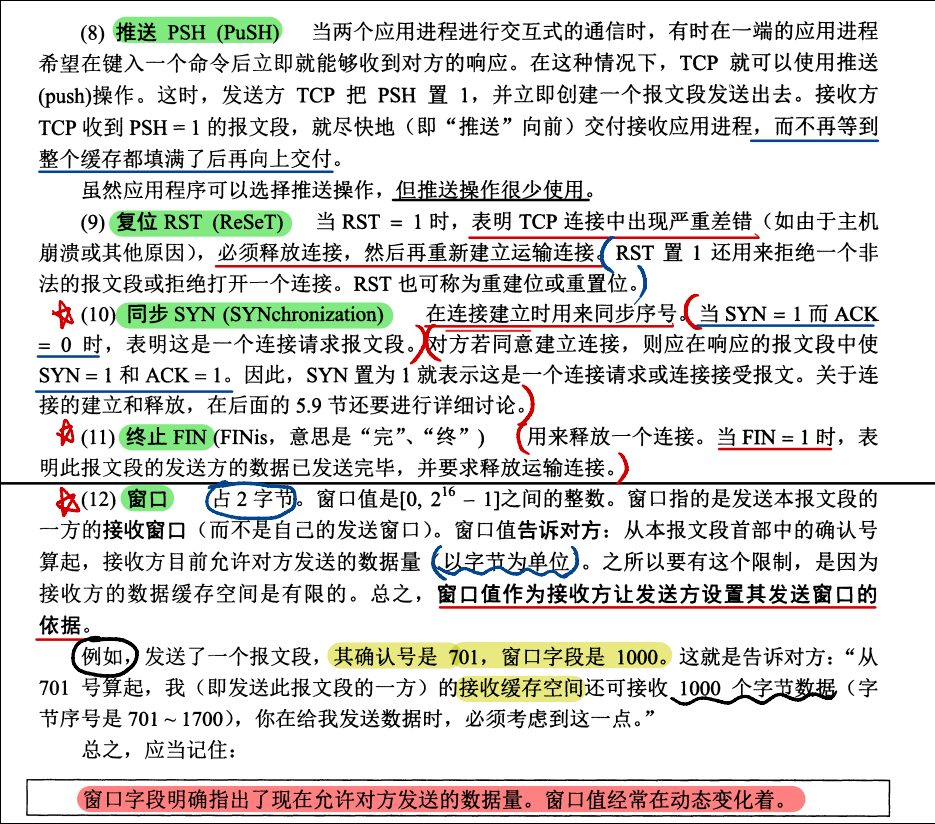 (8) 推送 PSH (PuSH) 当两个应用进程进行交互式的通信时，有时在一端的应用进程
希望在键入一个命令后立即就能够收到对方的响应。在这种情况下，TCP 就可以使用推送
(push)操作。这时，发送方 TCP 把 PSH 置 1，并立即创建一个报文段发送出去。接收方
TCP 收到 PSH = 1 的报文段，就尽快地（即“推送”向前）交付接收应用进程，而不再等到
整个缓存都填满了后再向上交付。
虽然应用程序可以选择推送操作，但推送操作很少使用。
(9) 复位 RST (ReSeT) 当 RST = 1 时，表明 TCP 连接中出现严重差错（如由于主机
崩溃或其他原因），必须释放连接，然后再重新建立运输连接。RST 置 1 还用来拒绝一个非
法的报文段或拒绝打开一个连接。RST 也可称为重建位或重置位。
(10) 同步 SYN (SYNchronization) 在连接建立时用来同步序号。当 SYN = 1 而 ACK
= 0 时，表明这是一个连接请求报文段。对方若同意建立连接，则应在响应的报文段中使
SYN = 1 和 ACK = 1。因此，SYN 置为 1 就表示这是一个连接请求或连接接受报文。关于连
接的建立和释放，在后面的 5.9 节还要进行详细讨论。
(11) 终止 FIN (FINis，意思是“完”、“终”) 用来释放一个连接。当 FIN = 1 时，表
明此报文段的发送方的数据已发送完毕，并要求释放运输连接。
(12) 窗口 占 2 字节。窗口值是[0, 2¹⁶ − 1]之间的整数。窗口指的是发送本报文段的
一方的接收窗口（而不是自己的发送窗口）。窗口值告诉对方：从本报文段首部中的确认号
算起，接收方目前允许对方发送的数据量（以字节为单位）。之所以要有这个限制，是因为
接收方的数据缓存空间是有限的。总之，窗口值作为接收方让发送方设置其发送窗口的
依据。
例如，发送了一个报文段，其确认号是 701，窗口字段是 1000。这就是告诉对方：“从
701 号算起，我（即发送此报文段的一方）的接收缓存空间还可接收 1000 个字节数据（字
节序号是 701 ~ 1700），你在给我发送数据时，必须考虑到这一点。”
总之，应当记住：
窗口字段明确指出了现在允许对方发送的数据量。窗口值经常在动态变化着。